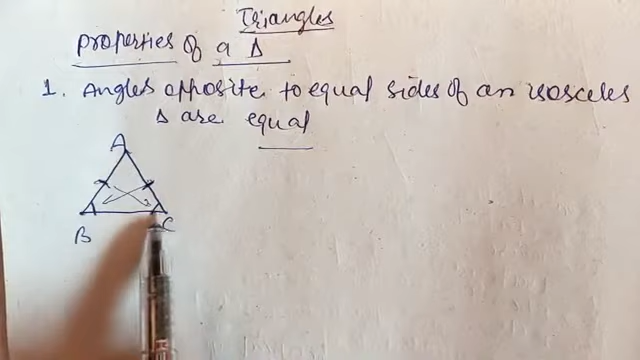 Triangles
Properties of a Δ
1. Angles opposite to equal sides of an isosceles
Δ are equal
A
B
C